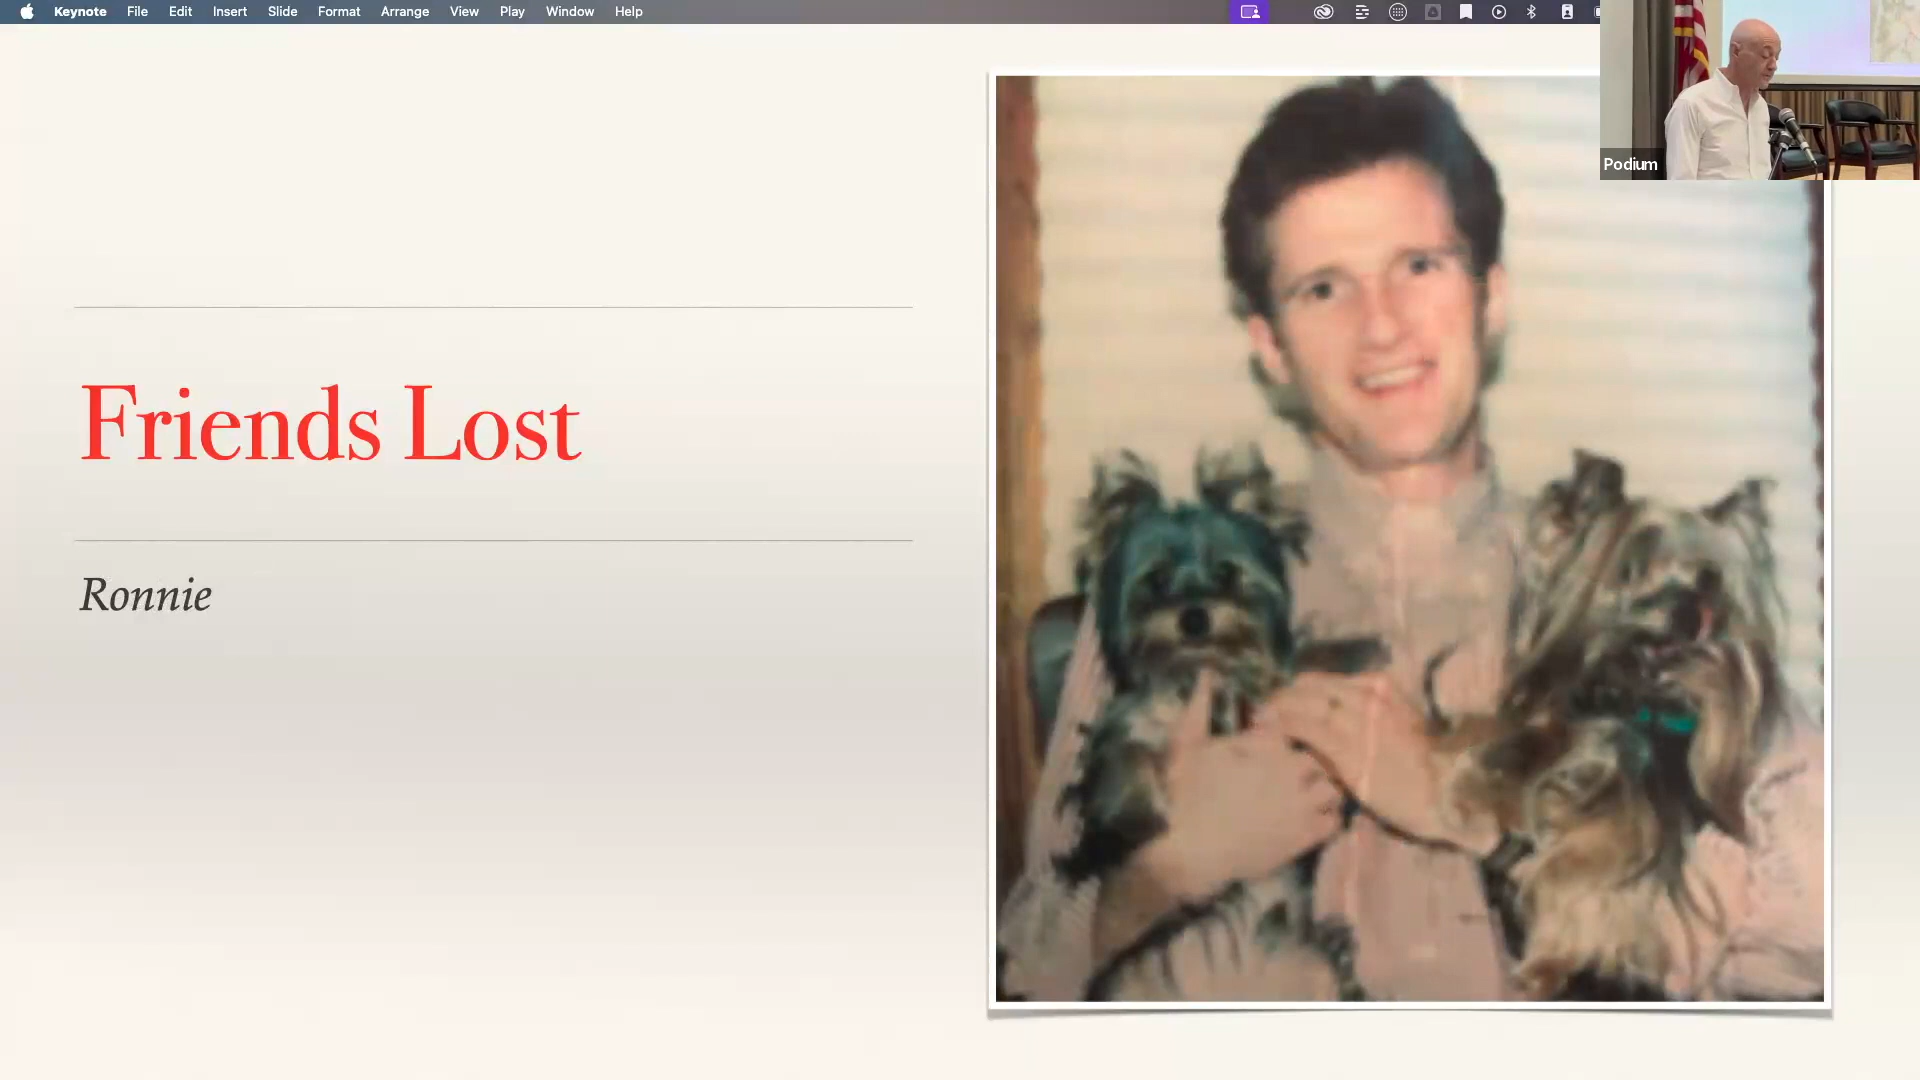 Keynote File Edit Insert Slide Format Arrange View Play Window Help
Podium
Friends Lost
Ronnie